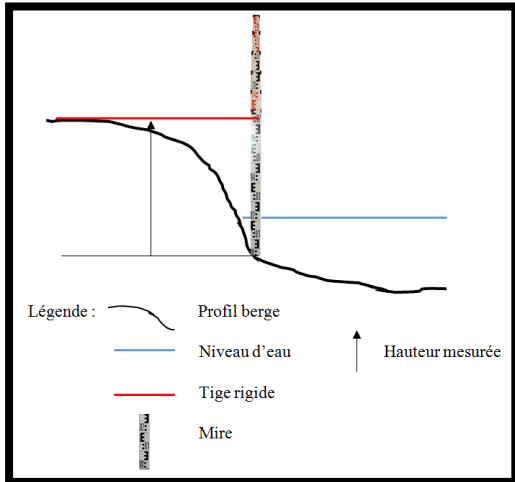 Légende :
Profil berge
Niveau d’eau
Hauteur mesurée
Tige rigide
Mire